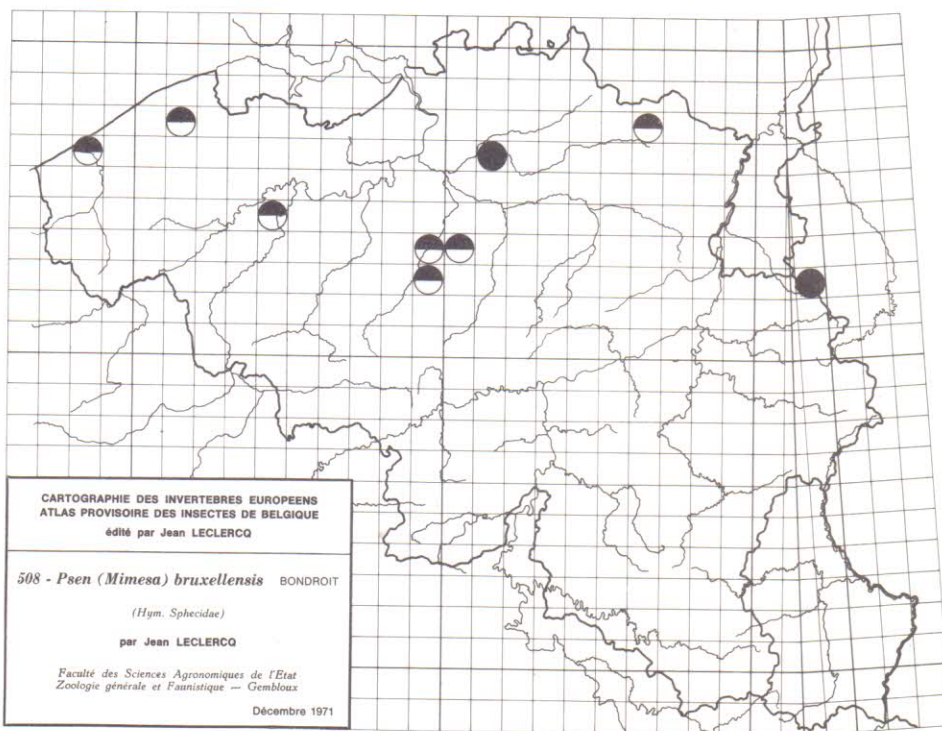 CARTOGRAPHIE DES INVERTEBRES EUROPEENS
ATLAS PROVISOIRE DES INSECTES DE BELGIQUE
édité par Jean LECLERCQ
508 - Psen (Mimesa) bruxellensis BONDROIT
(Hym. Sphecidae)
par Jean LECLERCQ
Faculté des Sciences Agronomiques de l'Etat
Zoologie générale et Faunistique — Gembloux
Décembre 1971